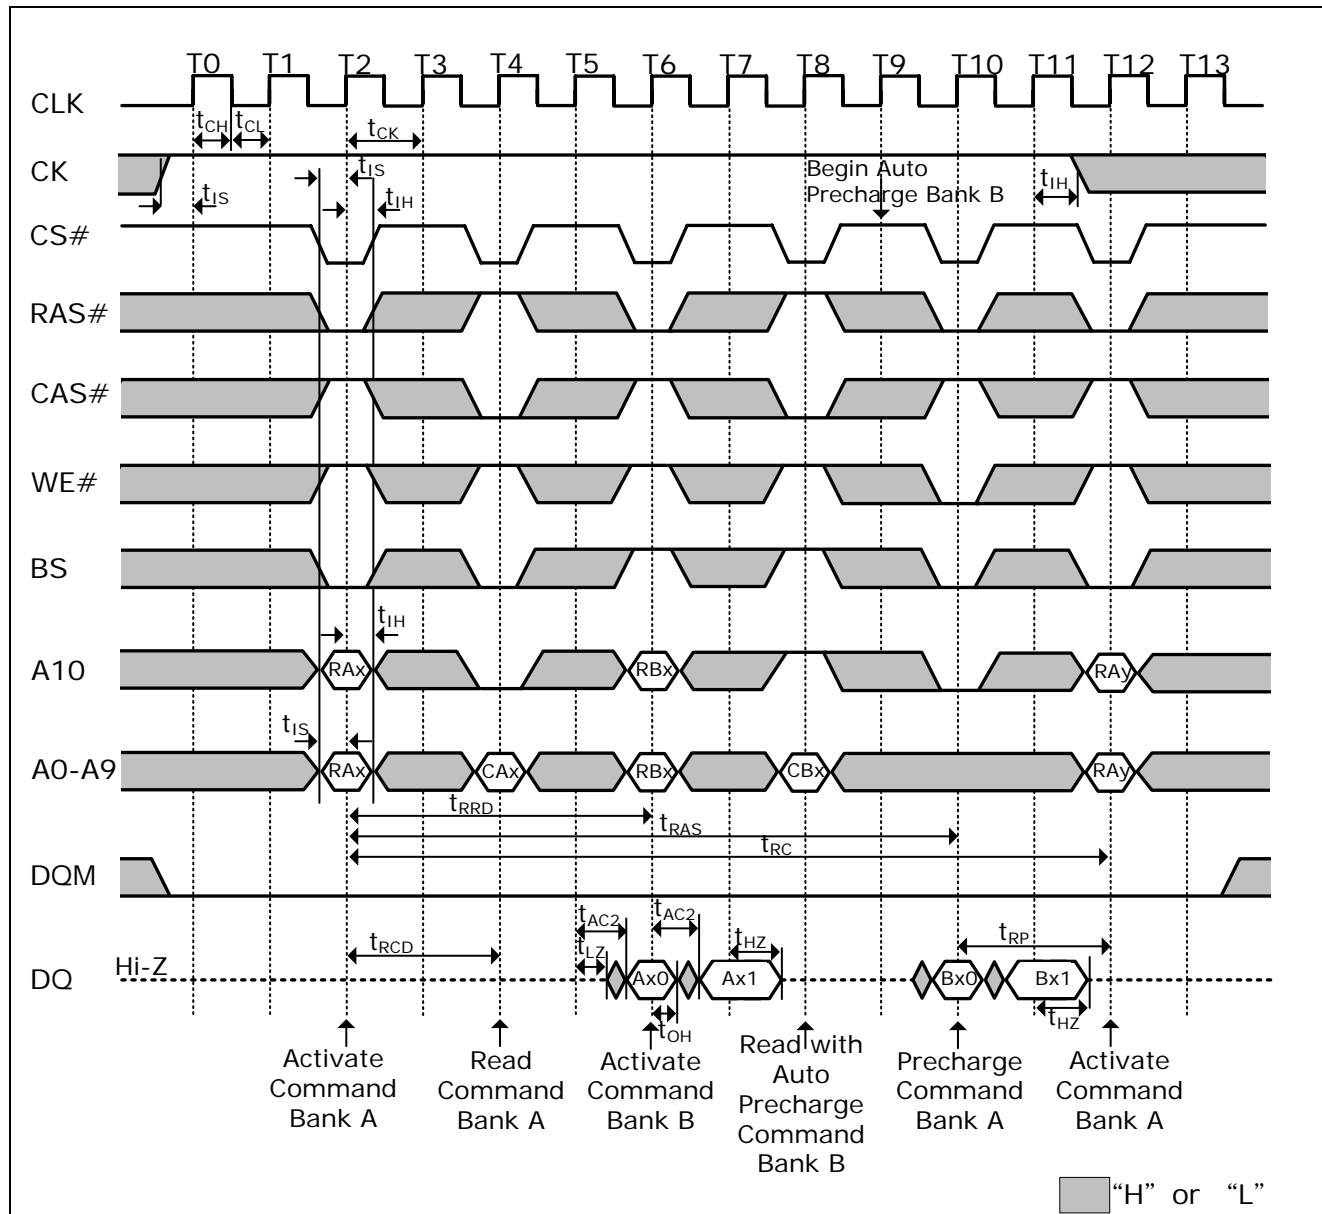 T0 T1 T2 T3 T4 T5 T6 T7 T8 T9 T10 T11 T12 T13
CLK
tCH tCL tCK
CK
tIS
Begin Auto
Precharge Bank B
tIH
tIS
tIH
CS#
RAS#
CAS#
WE#
BS
tIH
A10
RAx RBx RAy
tIS
A0-A9
RAx CAx RBx CBx RAy
tRRD
tRAS
tRC
DQM
tAC2 tAC2
tRCD tLZ tHZ tRP
Hi-Z
DQ
Ax0 Ax1 Bx0 Bx1
tOH tHZ
Activate
Command
Bank A
Read
Command
Bank A
Activate
Command
Bank B
Read with
Auto
Precharge
Command
Bank B
Precharge
Command
Bank A
Activate
Command
Bank A
“H” or “L”